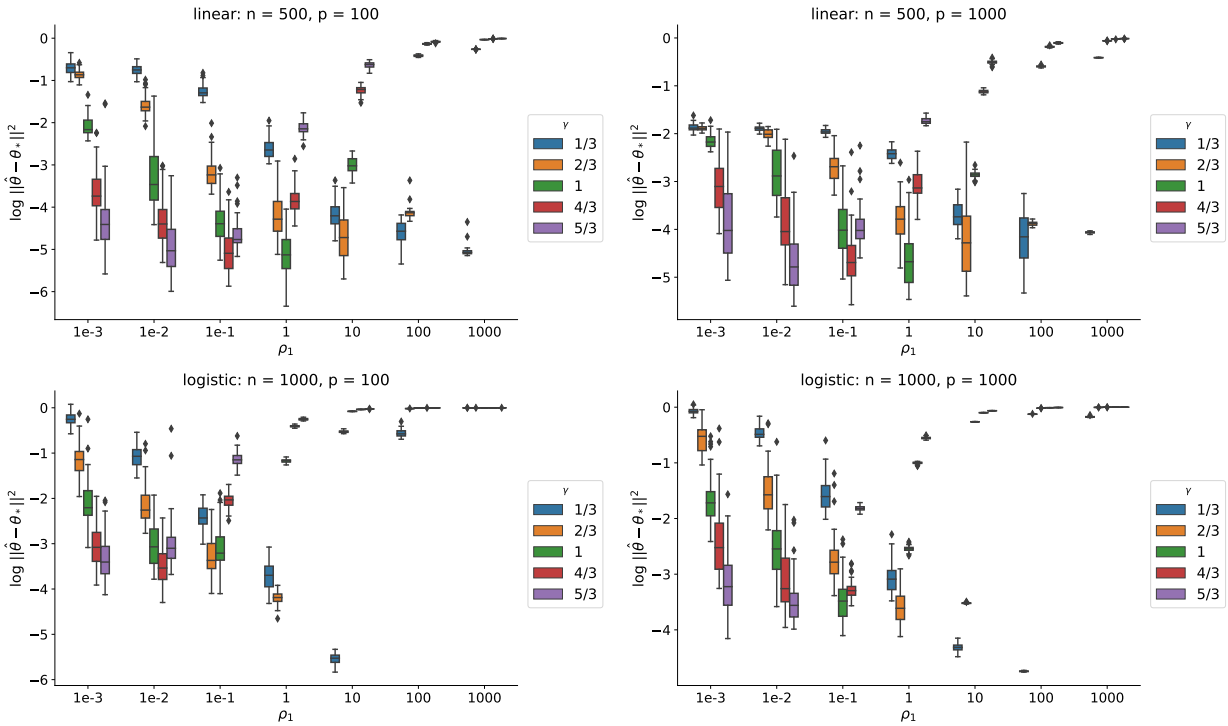 linear: n = 500, p = 100
log ||θ̂ − θ*||²
0
−1
−2
−3
−4
−5
−6
1e-3 1e-2 1e-1 1 10 100 1000
ρ₁
γ
1/3
2/3
1
4/3
5/3
linear: n = 500, p = 1000
log ||θ̂ − θ*||²
0
−1
−2
−3
−4
−5
1e-3 1e-2 1e-1 1 10 100 1000
ρ₁
γ
1/3
2/3
1
4/3
5/3
logistic: n = 1000, p = 100
log ||θ̂ − θ*||²
0
−1
−2
−3
−4
−5
−6
1e-3 1e-2 1e-1 1 10 100 1000
ρ₁
γ
1/3
2/3
1
4/3
5/3
logistic: n = 1000, p = 1000
log ||θ̂ − θ*||²
0
−1
−2
−3
−4
1e-3 1e-2 1e-1 1 10 100 1000
ρ₁
γ
1/3
2/3
1
4/3
5/3